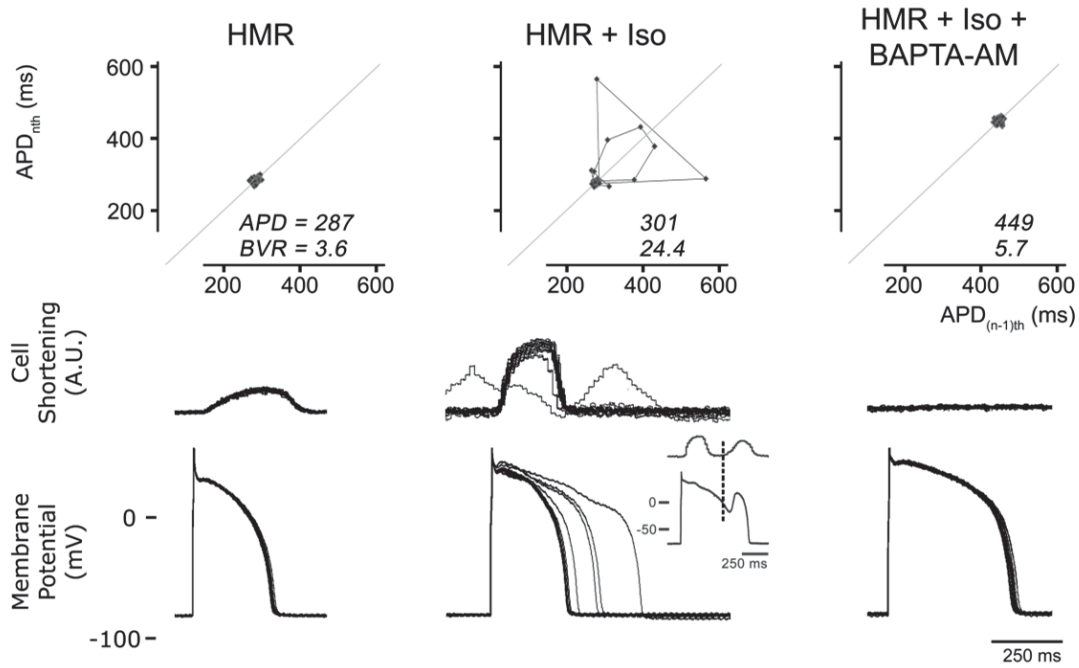 HMR
HMR + Iso
HMR + Iso +
BAPTA-AM
APD_nth (ms)
600
400
200
APD = 287
BVR = 3.6
301
24.4
449
5.7
200 400 600
200 400 600
200 400 600
APD_(n-1)th (ms)
Cell
Shortening
(A.U.)
Membrane
Potential
(mV)
0
-100
0
-50
250 ms
250 ms